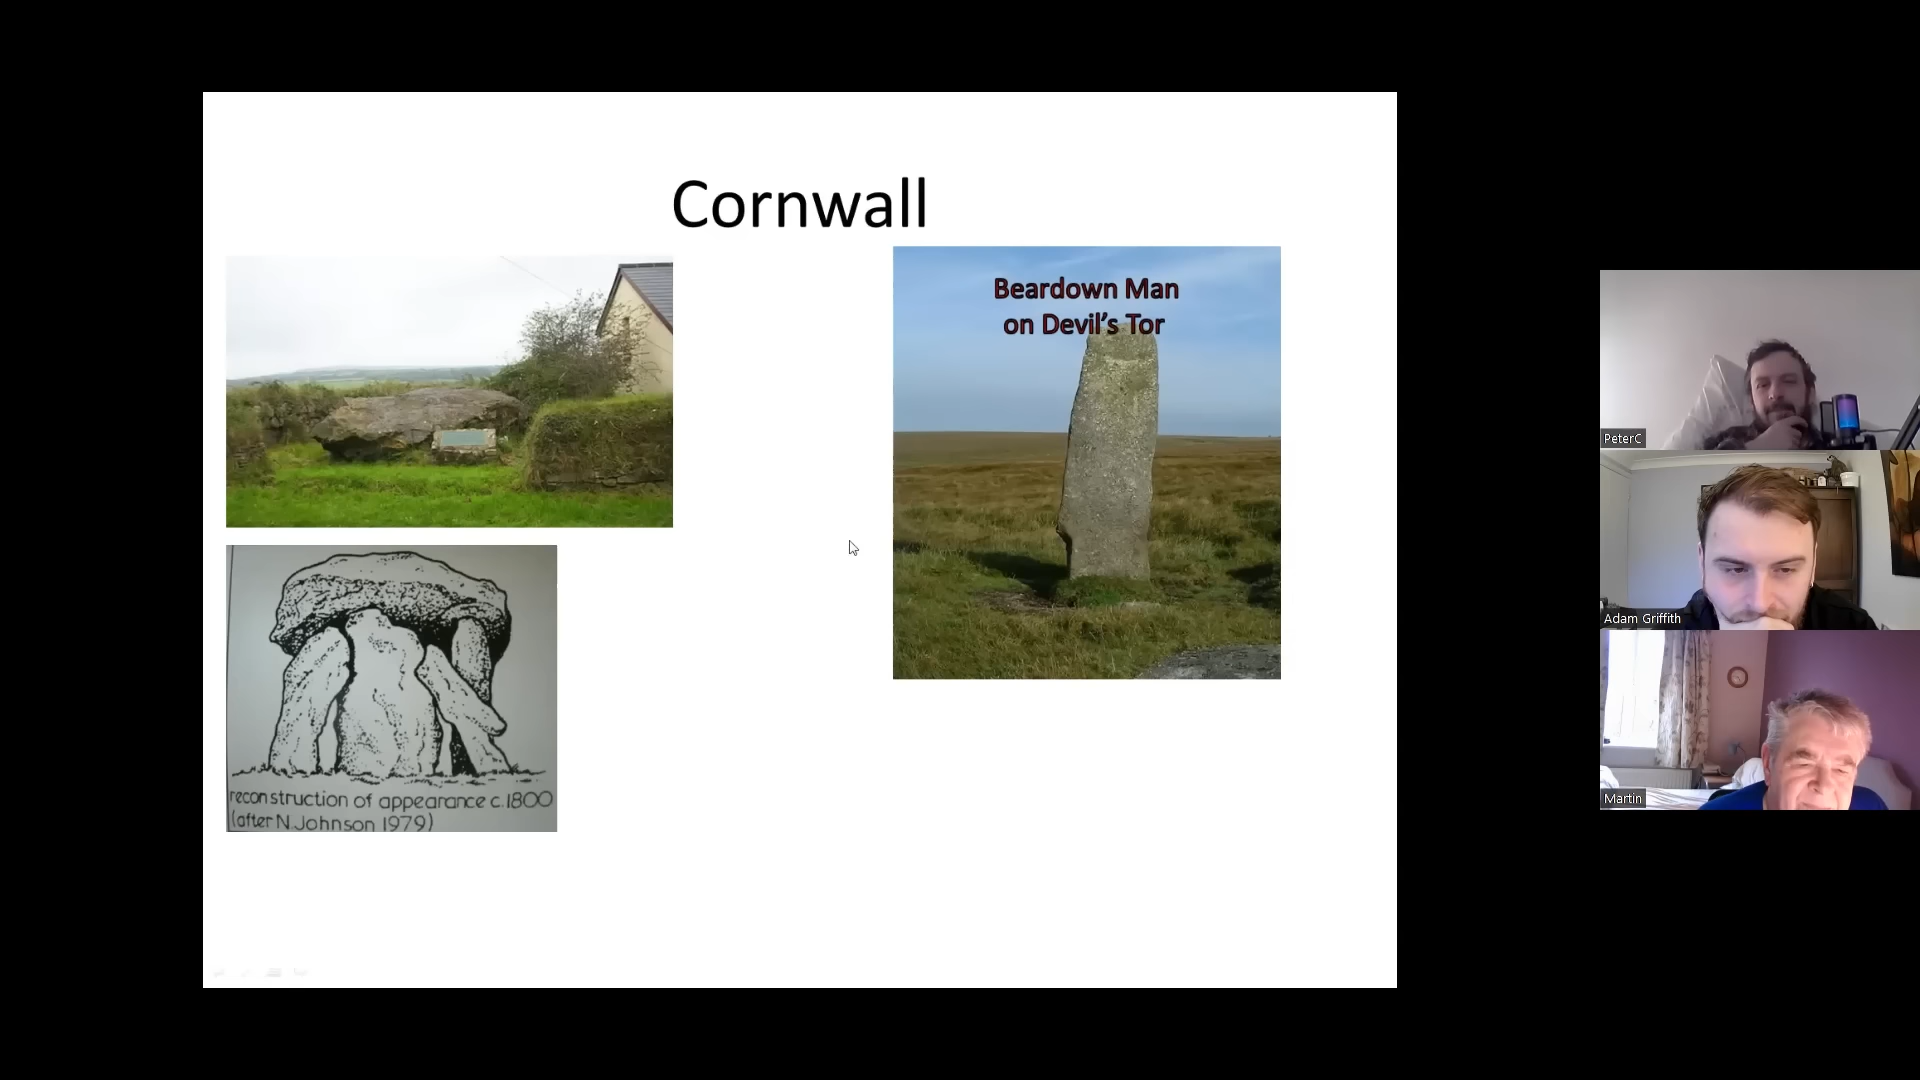 Cornwall
Beardown Man
on Devil's Tor
reconstruction of appearance c.1800
(after N.Johnson 1979)
PeterC
Adam Griffith
Martin